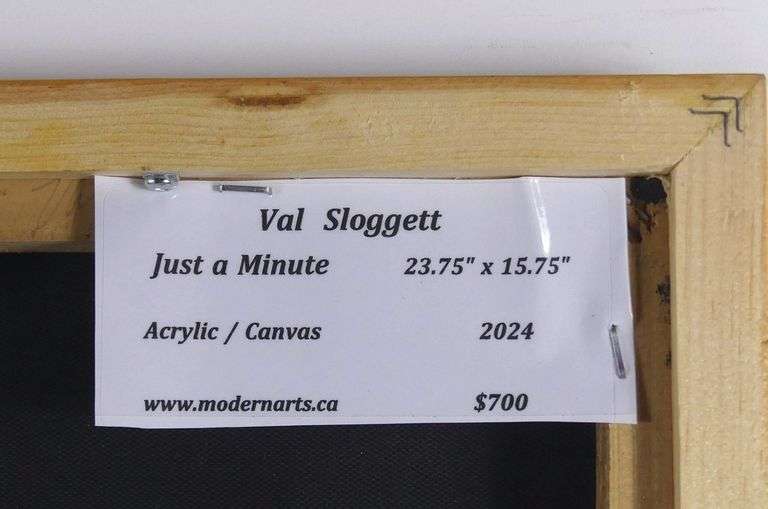 Val Sloggett
Just a Minute 23.75" x 15.75"
Acrylic / Canvas 2024
www.modernarts.ca $700